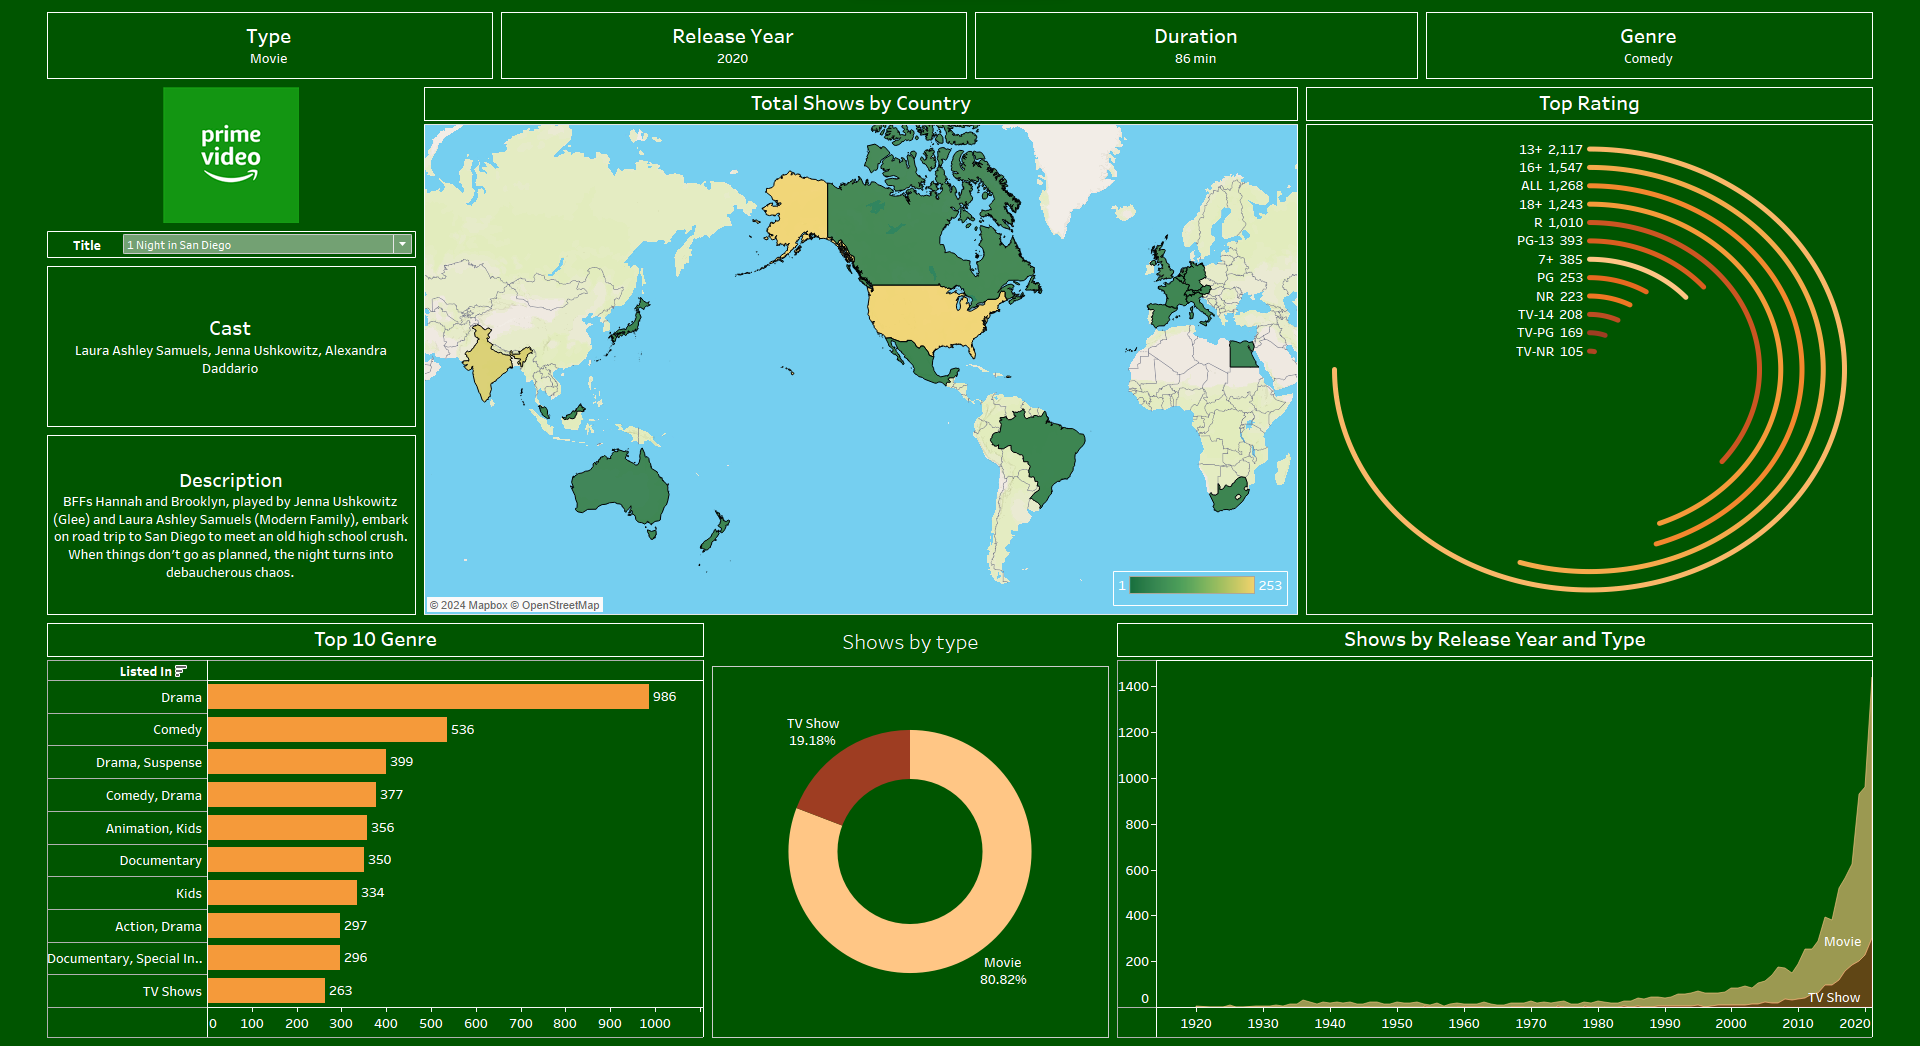 Type
Movie
Release Year
2020
Duration
86 min
Genre
Comedy
prime
video
Title
1 Night in San Diego
Cast
Laura Ashley Samuels, Jenna Ushkowitz, Alexandra
Daddario
Description
BFFs Hannah and Brooklyn, played by Jenna Ushkowitz
(Glee) and Laura Ashley Samuels (Modern Family), embark
on road trip to San Diego to meet an old high school crush.
When things don’t go as planned, the night turns into
debaucherous chaos.
Total Shows by Country
1
253
© 2024 Mapbox © OpenStreetMap
Top Rating
13+ 2,117
16+ 1,547
ALL 1,268
18+ 1,243
R 1,010
PG-13 393
7+ 385
PG 253
NR 223
TV-14 208
TV-PG 169
TV-NR 105
Top 10 Genre
Listed In
Drama 986
Comedy 536
Drama, Suspense 399
Comedy, Drama 377
Animation, Kids 356
Documentary 350
Kids 334
Action, Drama 297
Documentary, Special In.. 296
TV Shows 263
0 100 200 300 400 500 600 700 800 900 1000
Shows by type
TV Show
19.18%
Movie
80.82%
Shows by Release Year and Type
1400
1200
1000
800
600
400
200
0
Movie
TV Show
1920 1930 1940 1950 1960 1970 1980 1990 2000 2010 2020